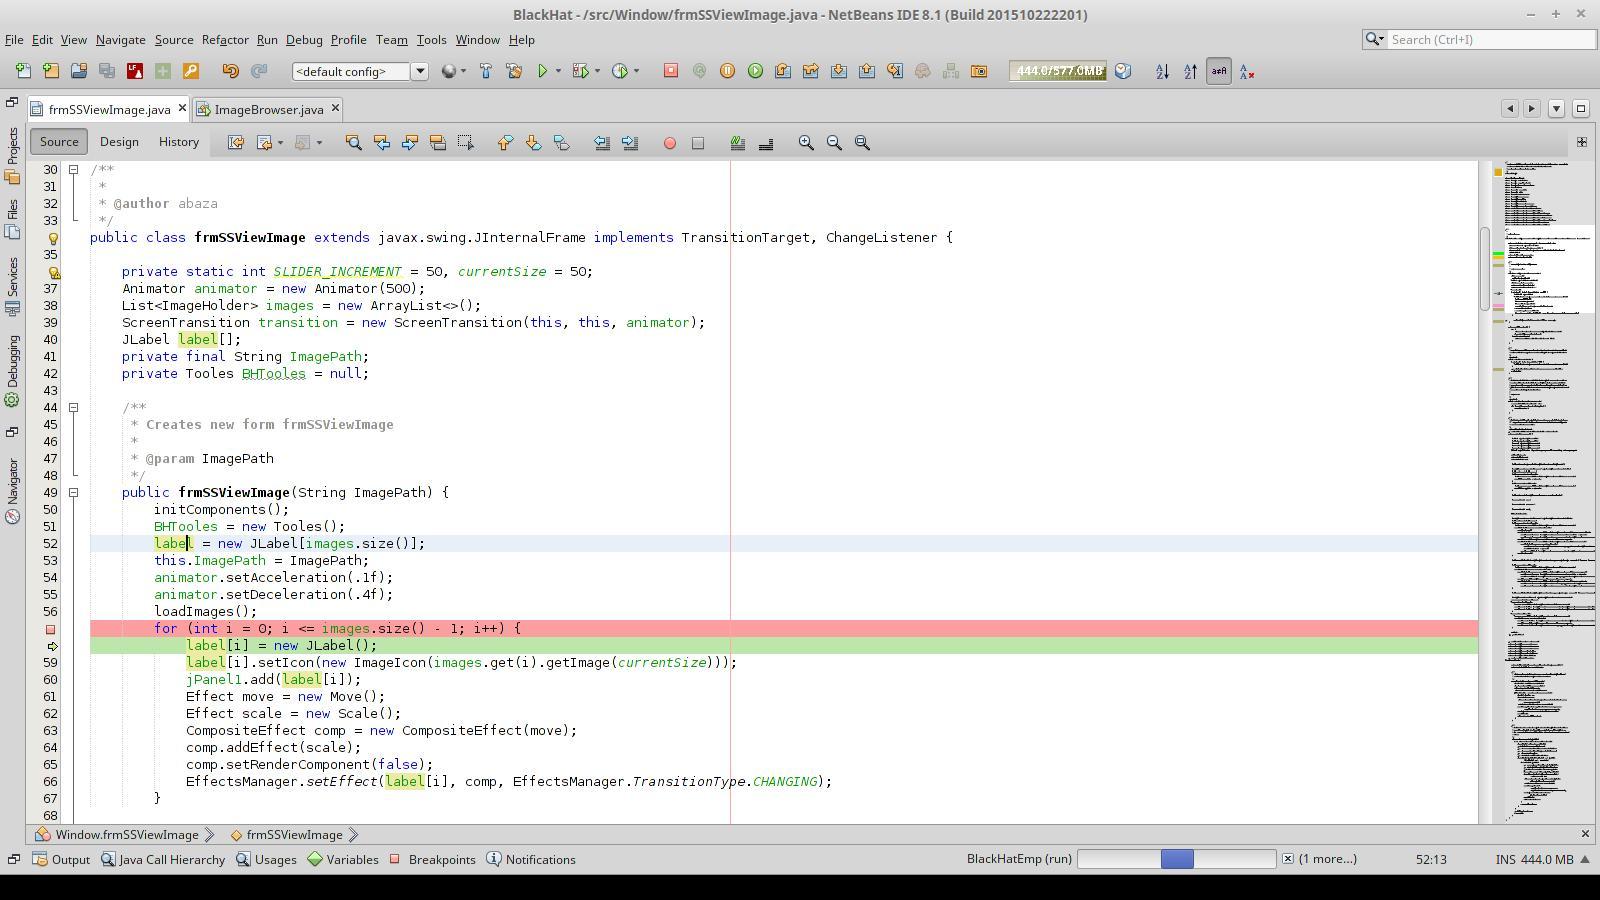 BlackHat - /src/Window/frmSSViewImage.java - NetBeans IDE 8.1 (Build 201510222201)
File Edit View Navigate Source Refactor Run Debug Profile Team Tools Window Help
Search (Ctrl+I)
<default config>
444.0/577.0MB
frmSSViewImage.java
ImageBrowser.java
Source Design History
Projects
Files
Services
Debugging
Navigator
30 /**
31 *
32 * @author abaza
33 */
public class frmSSViewImage extends javax.swing.JInternalFrame implements TransitionTarget, ChangeListener {
35
private static int SLIDER_INCREMENT = 50, currentSize = 50;
37 Animator animator = new Animator(500);
38 List<ImageHolder> images = new ArrayList<>();
39 ScreenTransition transition = new ScreenTransition(this, this, animator);
40 JLabel label[];
41 private final String ImagePath;
42 private Tooles BHTooles = null;
43
44 /**
45 * Creates new form frmSSViewImage
46 *
47 * @param ImagePath
48 */
49 public frmSSViewImage(String ImagePath) {
50 initComponents();
51 BHTooles = new Tooles();
52 label = new JLabel[images.size()];
53 this.ImagePath = ImagePath;
54 animator.setAcceleration(.1f);
55 animator.setDeceleration(.4f);
56 loadImages();
for (int i = 0; i <= images.size() - 1; i++) {
label[i] = new JLabel();
59 label[i].setIcon(new ImageIcon(images.get(i).getImage(currentSize)));
60 jPanel1.add(label[i]);
61 Effect move = new Move();
62 Effect scale = new Scale();
63 CompositeEffect comp = new CompositeEffect(move);
64 comp.addEffect(scale);
65 comp.setRenderComponent(false);
66 EffectsManager.setEffect(label[i], comp, EffectsManager.TransitionType.CHANGING);
67 }
68
Window.frmSSViewImage frmSSViewImage
Output Java Call Hierarchy Usages Variables Breakpoints Notifications BlackHatEmp (run) (1 more...) 52:13 INS 444.0 MB